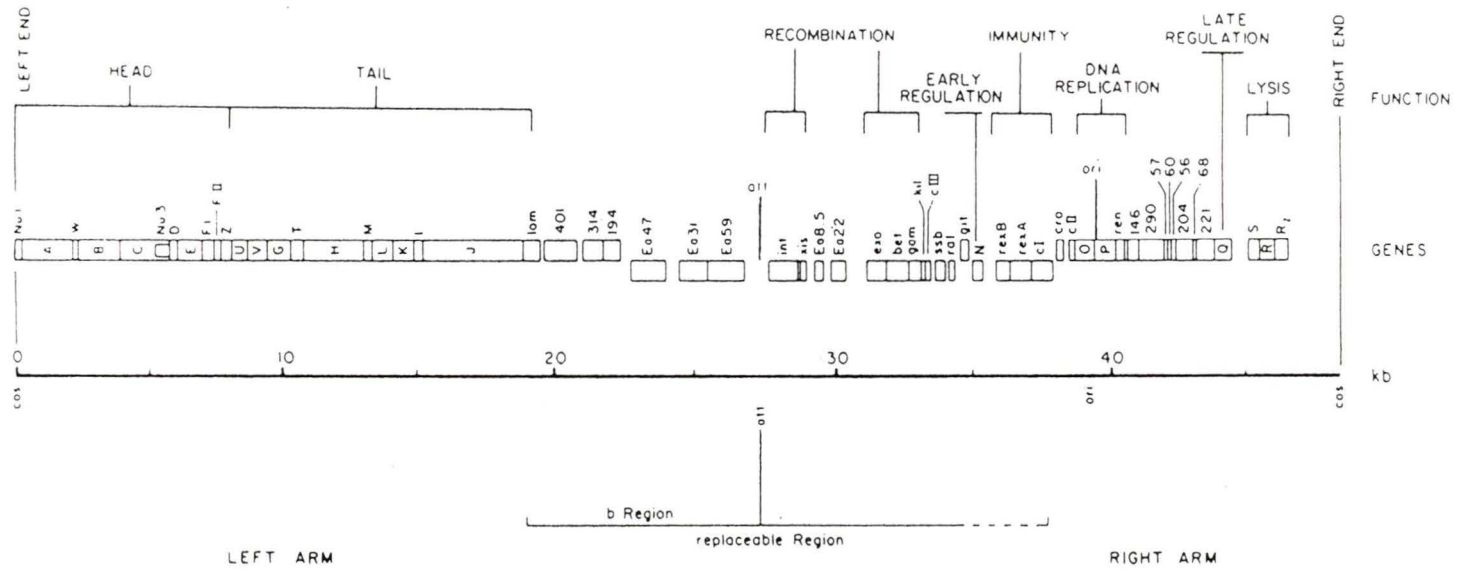 LEFT END
HEAD
TAIL
RECOMBINATION
EARLY
REGULATION
IMMUNITY
DNA
REPLICATION
LATE
REGULATION
LYSIS
RIGHT END
FUNCTION
Nu1 W Nu3 D F1 FII Z T M I lom 401 314 194 Ea47 Ea31 Ea59 att int xis Ea8.5 Ea22 exo bet gam kil cIII ssb ral git N rexB rexA cI cro cII ori ren 146 290 57 60 56 204 68 221 S
A B C E U V G H L K J O P Q R
GENES
0 10 20 30 40
kb
cos ori cos
att
b Region
replaceable Region
LEFT ARM RIGHT ARM